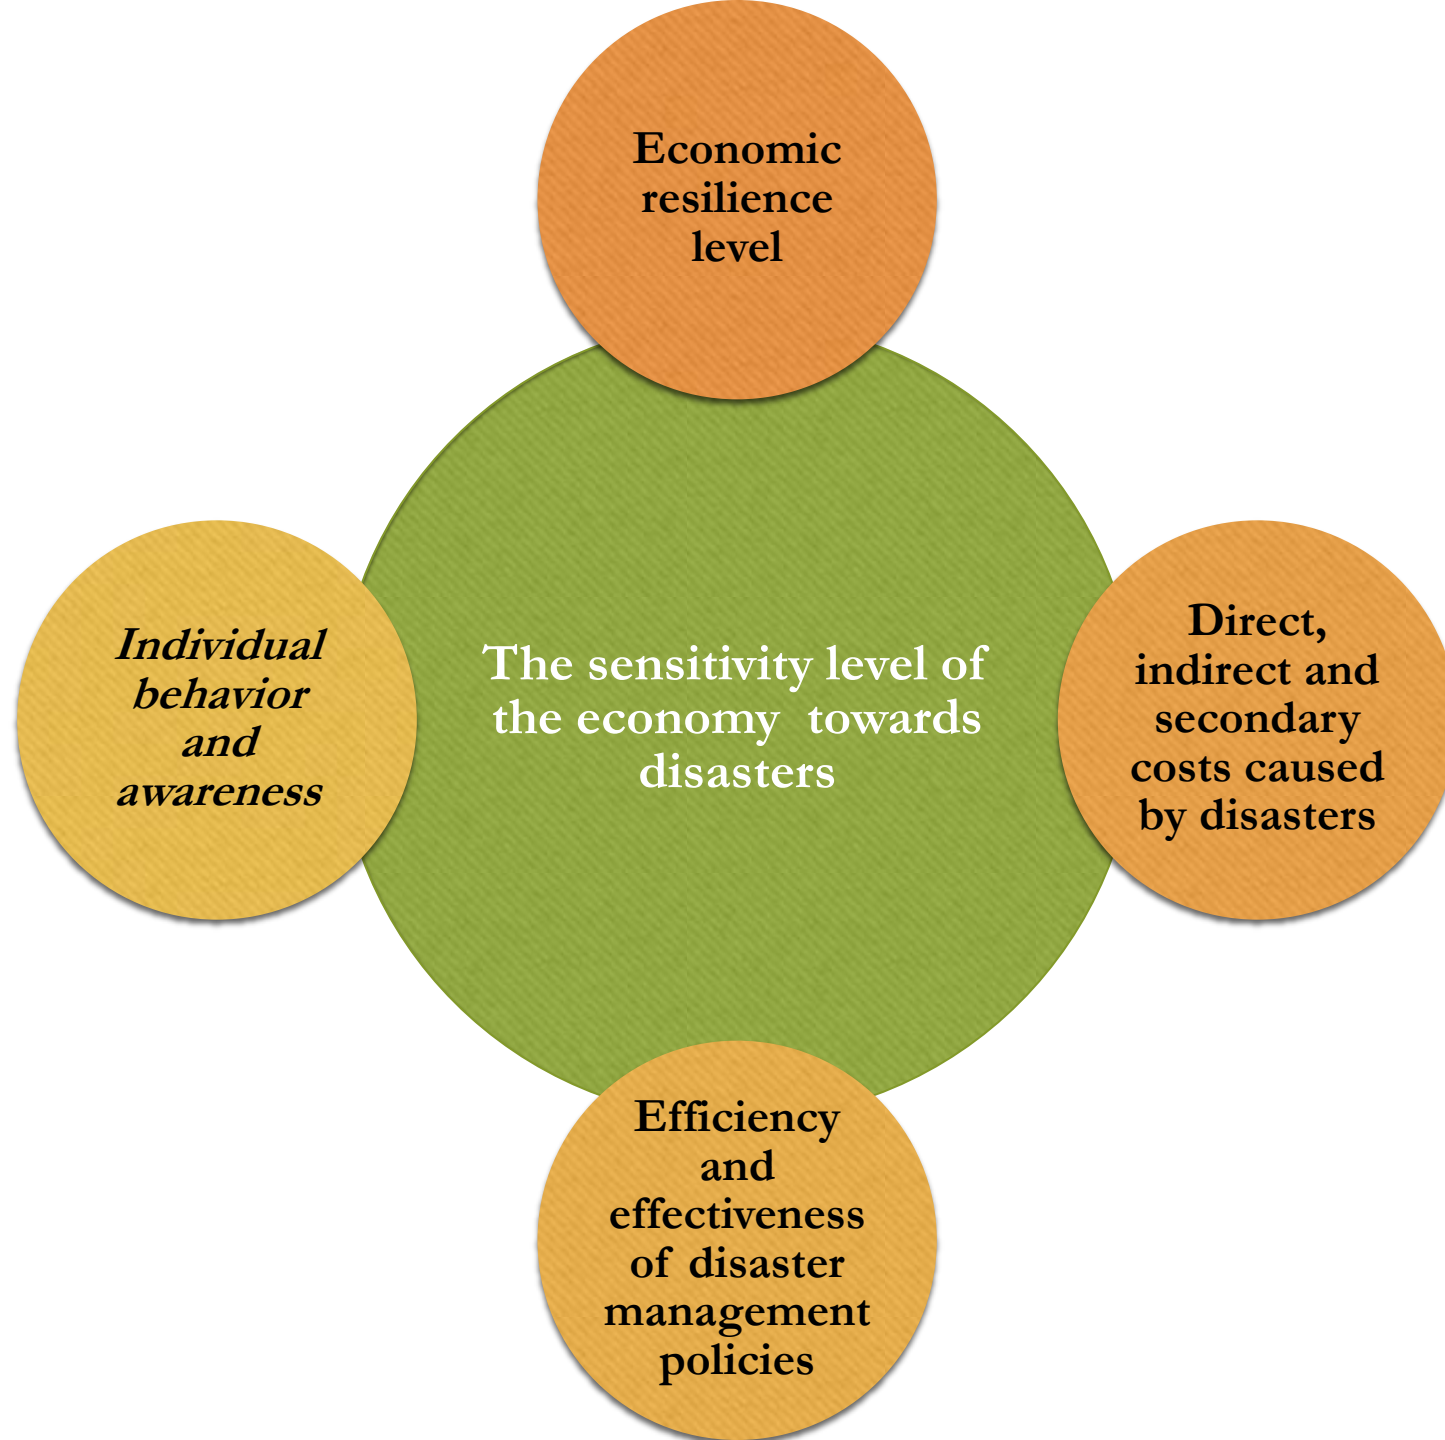 Economic
resilience
level
Individual
behavior
and
awareness
The sensitivity level of
the economy towards
disasters
Direct,
indirect and
secondary
costs caused
by disasters
Efficiency
and
effectiveness
of disaster
management
policies